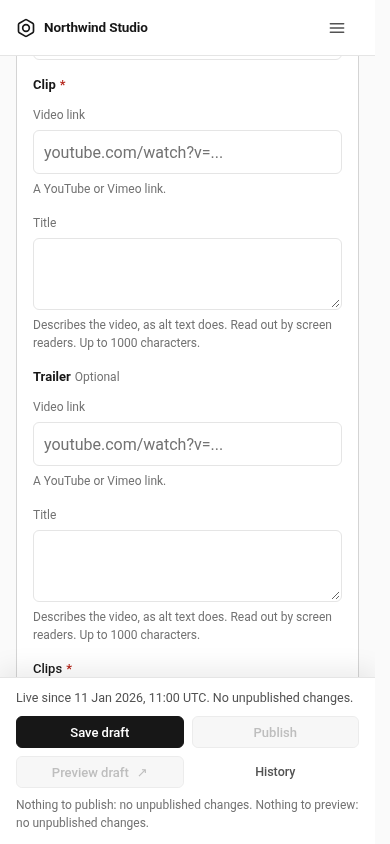 Northwind Studio
Clip *
Video link
youtube.com/watch?v=...
A YouTube or Vimeo link.
Title
Describes the video, as alt text does. Read out by screen
readers. Up to 1000 characters.
Trailer Optional
Video link
youtube.com/watch?v=...
A YouTube or Vimeo link.
Title
Describes the video, as alt text does. Read out by screen
readers. Up to 1000 characters.
Clips *
Live since 11 Jan 2026, 11:00 UTC. No unpublished changes.
Save draft
Publish
Preview draft ↗
History
Nothing to publish: no unpublished changes. Nothing to preview:
no unpublished changes.